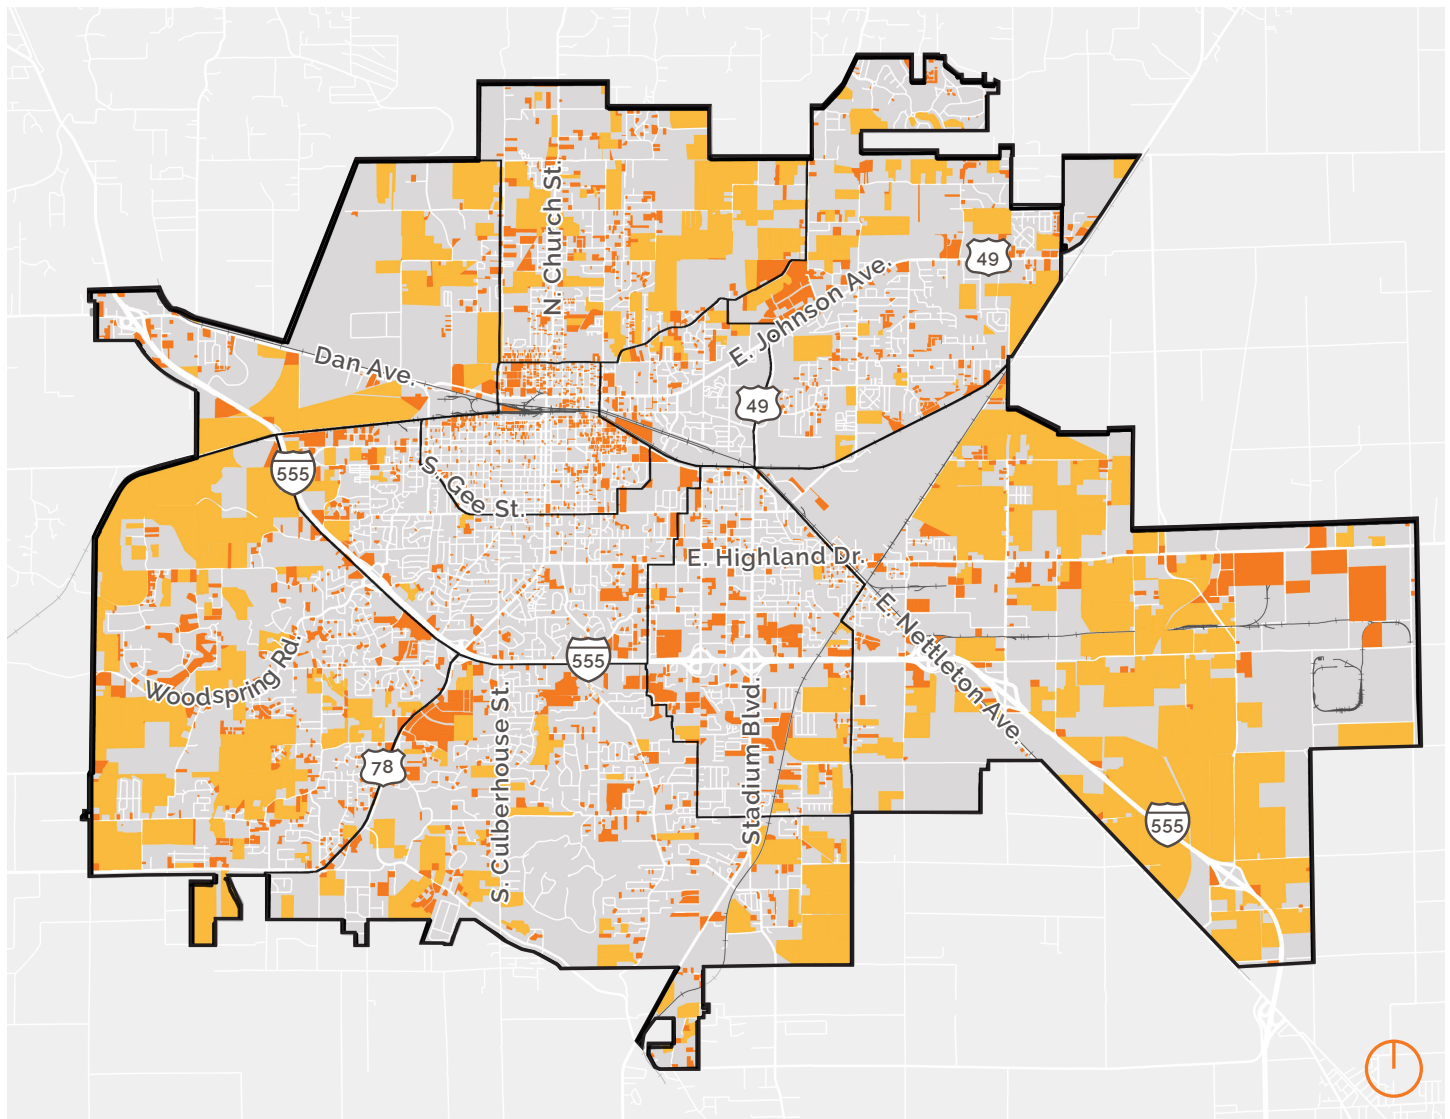 N. Church St.
49
E. Johnson Ave.
Dan Ave.
49
555
S. Gee St.
E. Highland Dr.
E. Nettleton Ave.
555
Woodspring Rd.
S. Culberhouse St.
Stadium Blvd.
78
555